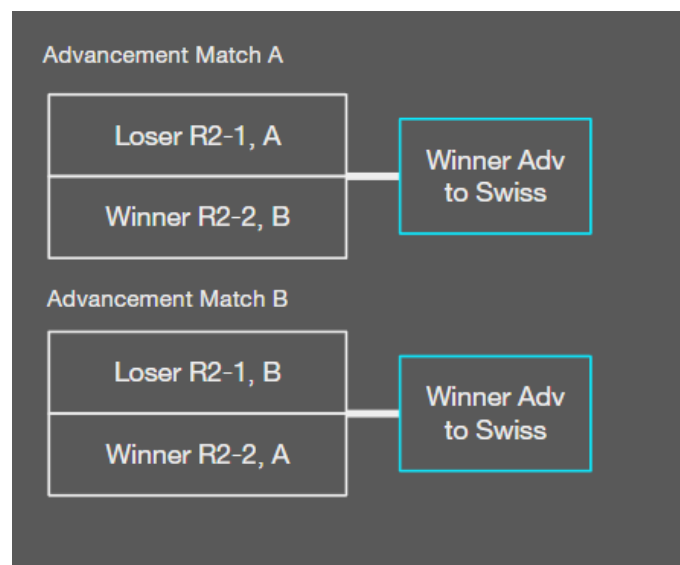 Advancement Match A
Loser R2-1, A
Winner R2-2, B
Winner Adv
to Swiss
Advancement Match B
Loser R2-1, B
Winner R2-2, A
Winner Adv
to Swiss